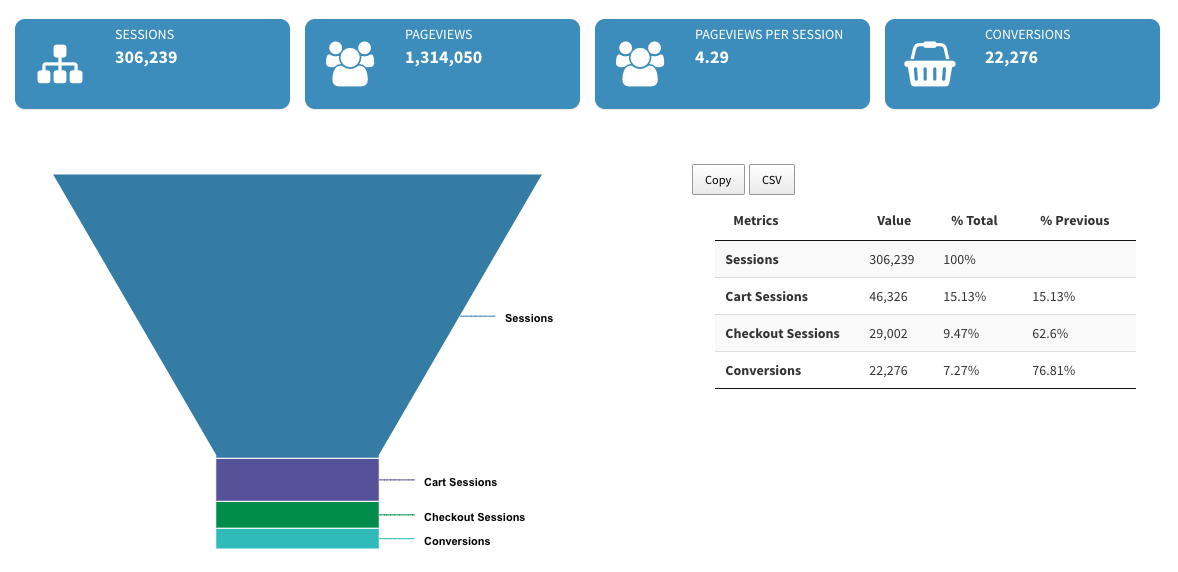 SESSIONS
306,239
PAGEVIEWS
1,314,050
PAGEVIEWS PER SESSION
4.29
CONVERSIONS
22,276
Sessions
Cart Sessions
Checkout Sessions
Conversions
Copy CSV
Metrics Value % Total % Previous
Sessions 306,239 100%
Cart Sessions 46,326 15.13% 15.13%
Checkout Sessions 29,002 9.47% 62.6%
Conversions 22,276 7.27% 76.81%